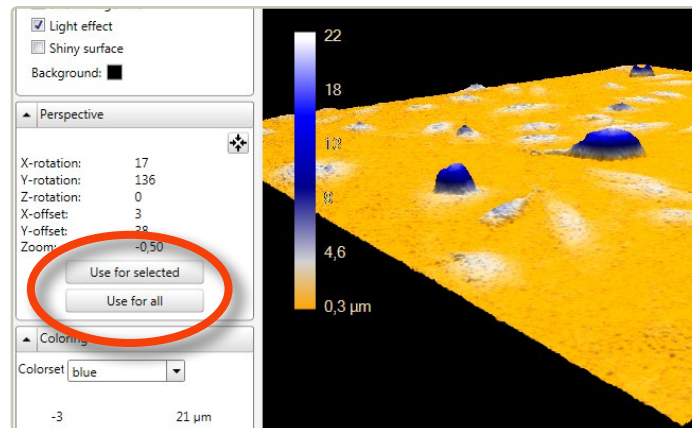 Light effect
Shiny surface
Background:
Perspective
X-rotation: 17
Y-rotation: 136
Z-rotation: 0
X-offset: 3
Y-offset: 38
Zoom: -0,50
Use for selected
Use for all
Coloring
Colorset blue
-3 21 µm
22
18
13
4,6
0,3 µm